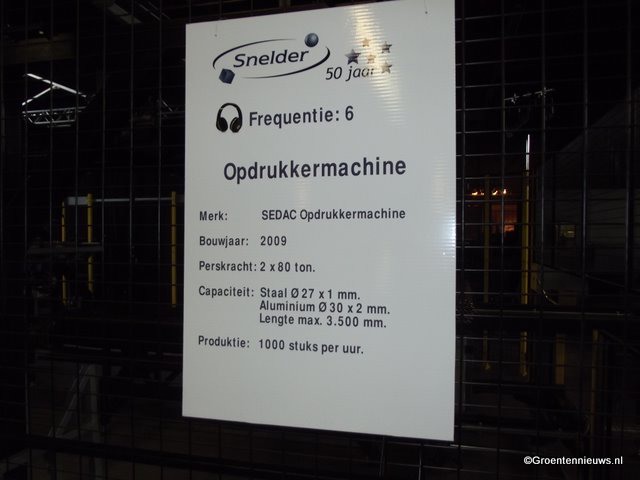 Snelder
50 jaar
Frequentie: 6
Opdrukkermachine
Merk: SEDAC Opdrukkermachine
Bouwjaar: 2009
Perskracht: 2 x 80 ton.
Capaciteit: Staal Ø 27 x 1 mm.
Aluminium Ø 30 x 2 mm.
Lengte max. 3.500 mm.
Produktie: 1000 stuks per uur.
©Groentennieuws.nl